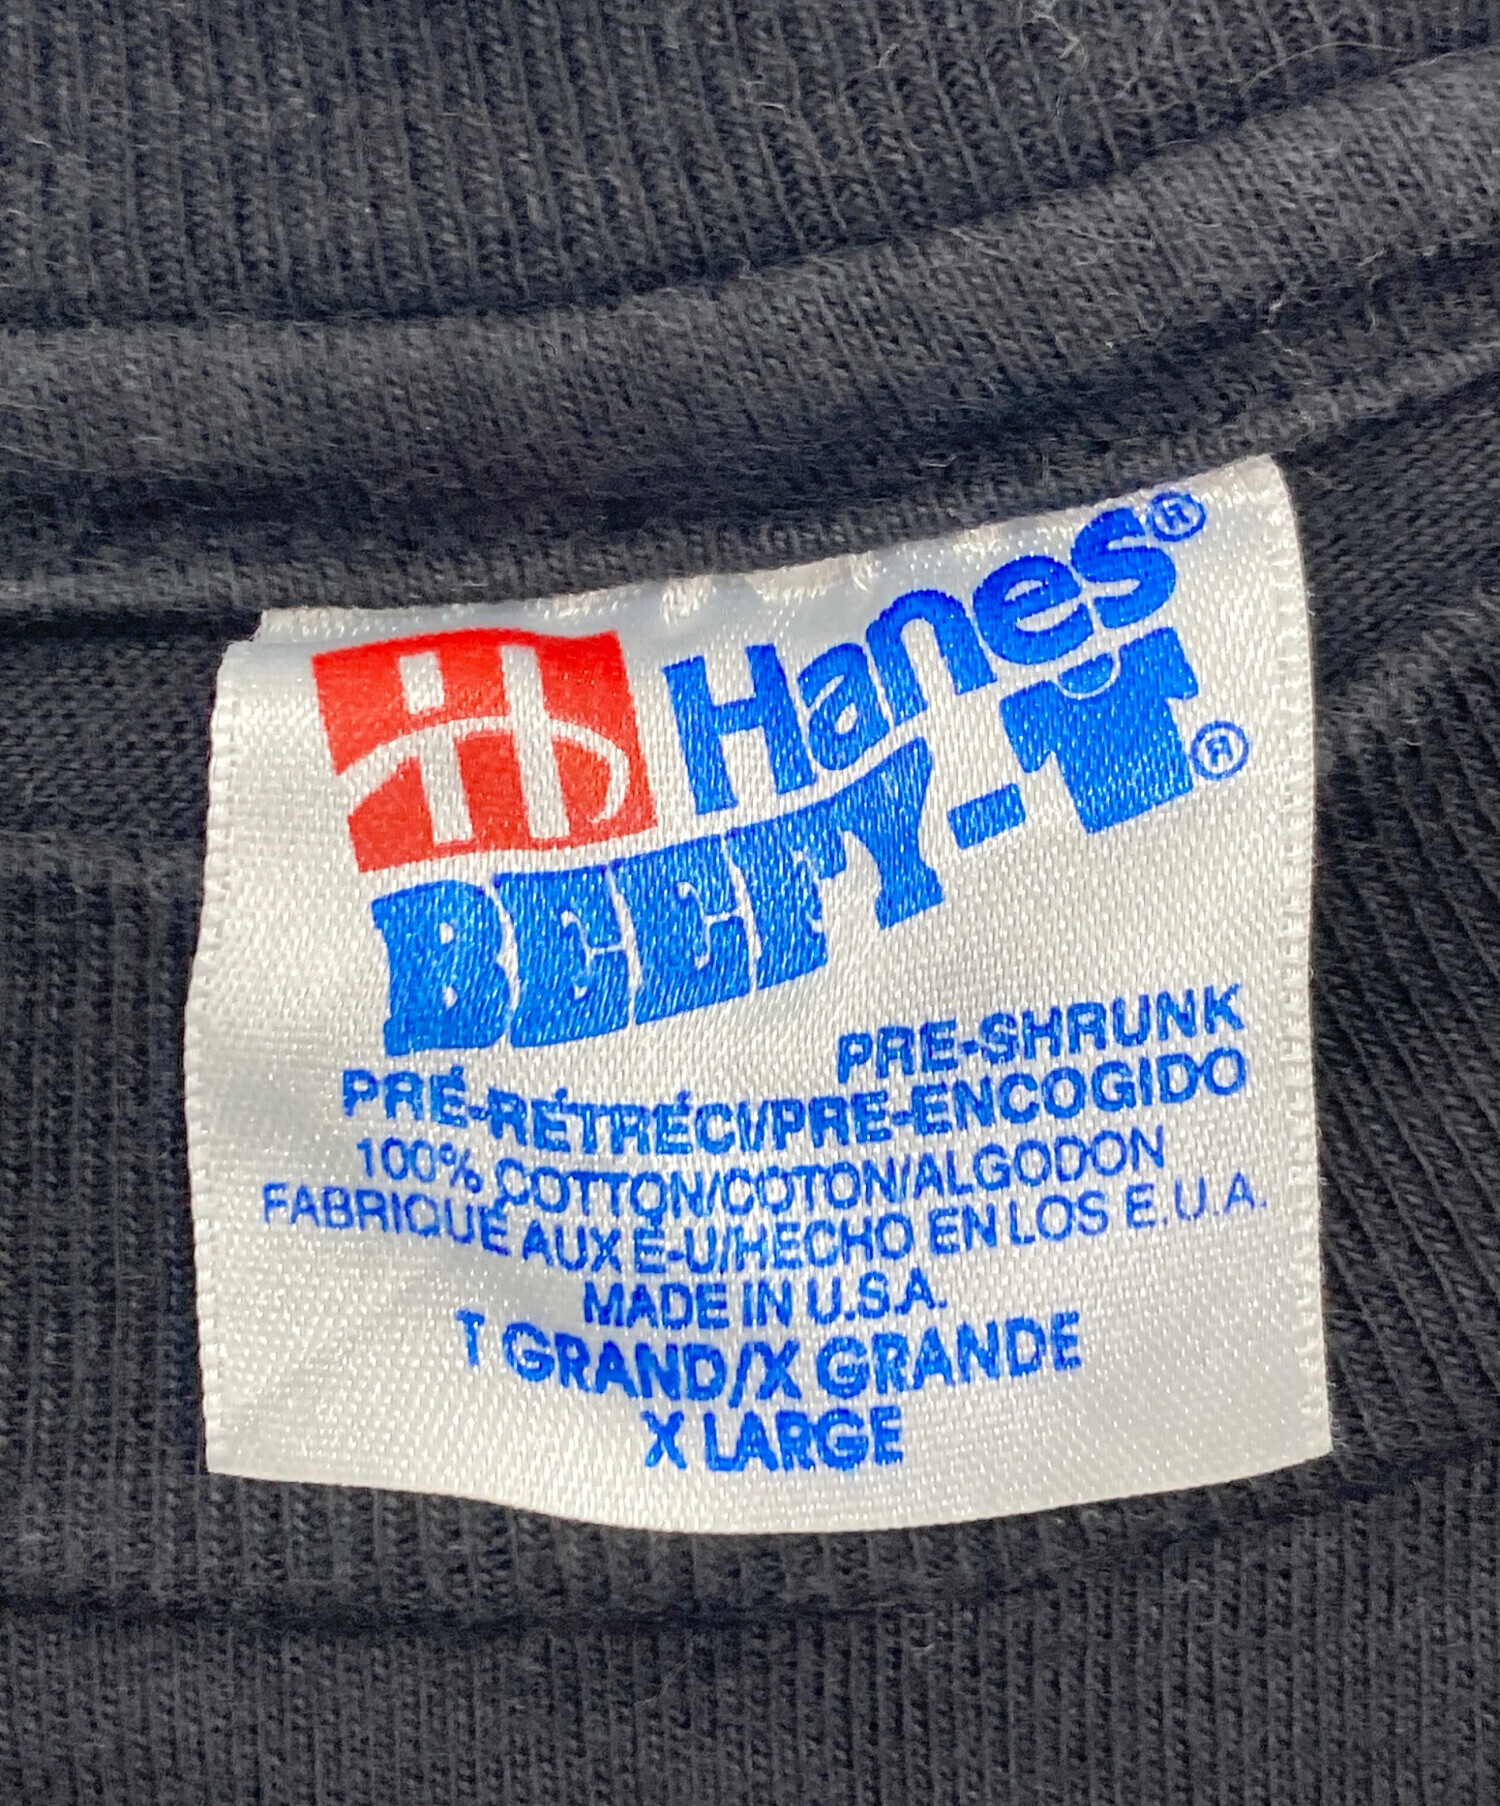 H Hanes®
BEEFY-T®
PRE-SHRUNK
PRÉ-RÉTRÉCI/PRE-ENCOGIDO
100% COTTON/COTON/ALGODON
FABRIQUÉ AUX É-U/HECHO EN LOS E.U.A.
MADE IN U.S.A.
T GRAND/X GRANDE
X LARGE